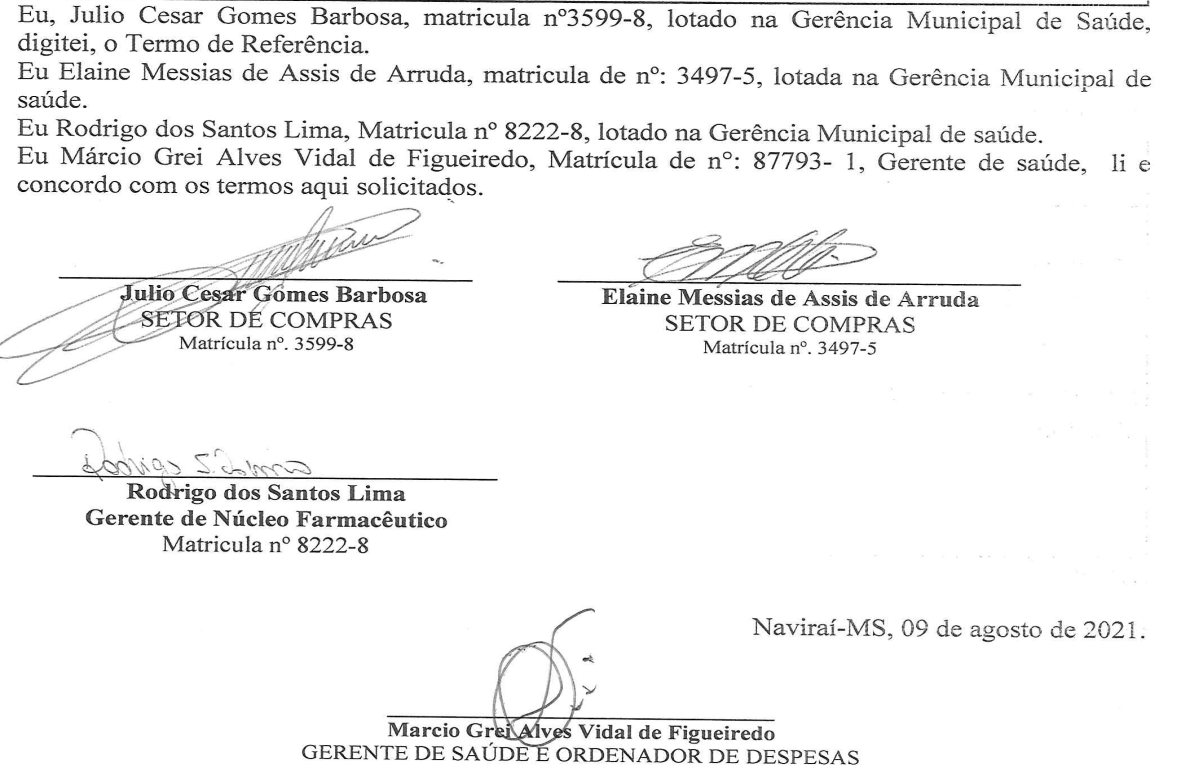 Eu, Julio Cesar Gomes Barbosa, matricula nº3599-8, lotado na Gerência Municipal de Saúde,
digitei, o Termo de Referência.
Eu Elaine Messias de Assis de Arruda, matricula de nº: 3497-5, lotada na Gerência Municipal de
saúde.
Eu Rodrigo dos Santos Lima, Matricula nº 8222-8, lotado na Gerência Municipal de saúde.
Eu Márcio Grei Alves Vidal de Figueiredo, Matrícula de n°: 87793- 1, Gerente de saúde, li e
concordo com os termos aqui solicitados.
Julio Cesar Gomes Barbosa
SETOR DE COMPRAS
Matrícula nº. 3599-8
Elaine Messias de Assis de Arruda
SETOR DE COMPRAS
Matrícula nº. 3497-5
Rodrigo S. Lima
Rodrigo dos Santos Lima
Gerente de Núcleo Farmacêutico
Matricula nº 8222-8
Naviraí-MS, 09 de agosto de 2021.
Marcio Grei Alves Vidal de Figueiredo
GERENTE DE SAÚDE E ORDENADOR DE DESPESAS